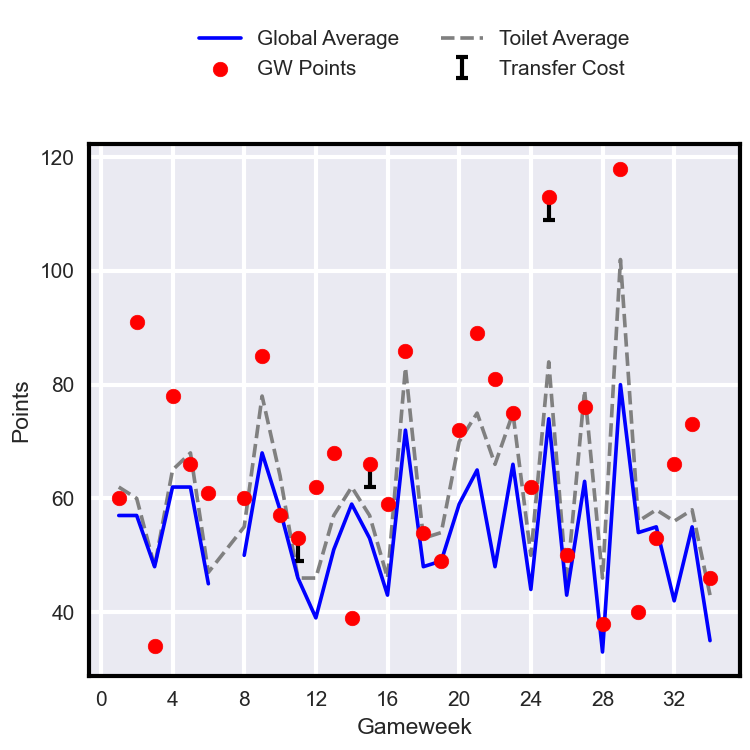 Global Average
Toilet Average
GW Points
Transfer Cost
120
100
80
60
40
Points
0 4 8 12 16 20 24 28 32
Gameweek